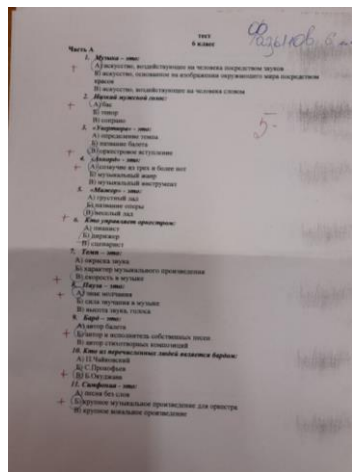 тест
6 класс
Часть А
1. Музыка – это:
А) искусство, воздействующее на человека посредством звуков
Б) искусство, основанное на изображении окружающего мира посредством
красок
В) искусство, воздействующее на человека словом
2. Низкий мужской голос:
А) бас
Б) тенор
В) сопрано
3. «Увертюра» – это:
А) определение темпа
Б) название балета
В) оркестровое вступление
5-
4. «Аккорд» – это:
А) созвучие из трех и более нот
Б) музыкальный жанр
В) музыкальный инструмент
5. «Мажор» – это:
А) грустный лад
Б) название оперы
В) веселый лад
6. Кто управляет оркестром:
А) пианист
Б) дирижер
В) сценарист
7. Темп – это:
А) окраска звука
Б) характер музыкального произведения
В) скорость в музыке
8. Пауза – это:
А) знак молчания
Б) сила звучания в музыке
В) высота звука, голоса
9. Бард – это:
А) автор балета
Б) автор и исполнитель собственных песен
В) автор стихотворных композиций
10. Кто из перечисленных людей является бардом:
А) П.Чайковский
Б) С.Прокофьев
В) Б.Окуджава
11. Симфония - это:
А) песня без слов
Б) крупное музыкальное произведение для оркестра
В) крупное вокальное произведение